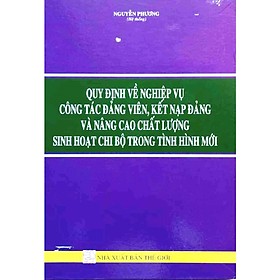 NGUYỄN PHƯƠNG
(Hệ thống)
QUY ĐỊNH VỀ NGHIỆP VỤ
CÔNG TÁC ĐẢNG VIÊN, KẾT NẠP ĐẢNG
VÀ NÂNG CAO CHẤT LƯỢNG
SINH HOẠT CHI BỘ TRONG TÌNH HÌNH MỚI
NHÀ XUẤT BẢN THẾ GIỚI